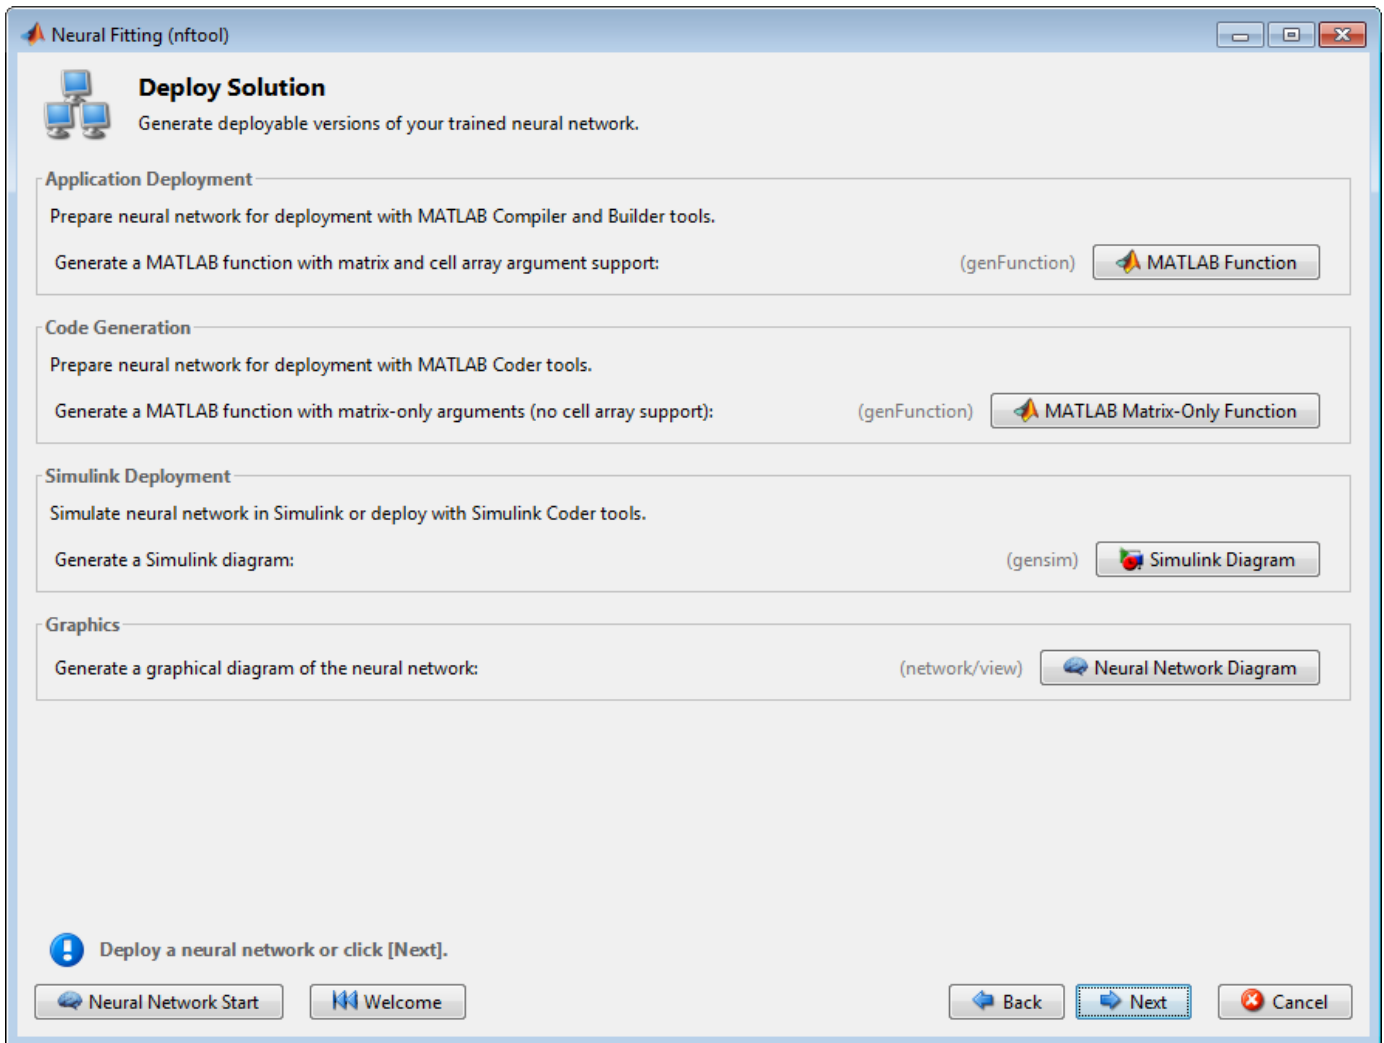 Neural Fitting (nftool)
Deploy Solution
Generate deployable versions of your trained neural network.
Application Deployment
Prepare neural network for deployment with MATLAB Compiler and Builder tools.
Generate a MATLAB function with matrix and cell array argument support: (genFunction) MATLAB Function
Code Generation
Prepare neural network for deployment with MATLAB Coder tools.
Generate a MATLAB function with matrix-only arguments (no cell array support): (genFunction) MATLAB Matrix-Only Function
Simulink Deployment
Simulate neural network in Simulink or deploy with Simulink Coder tools.
Generate a Simulink diagram: (gensim) Simulink Diagram
Graphics
Generate a graphical diagram of the neural network: (network/view) Neural Network Diagram
Deploy a neural network or click [Next].
Neural Network Start Welcome Back Next Cancel